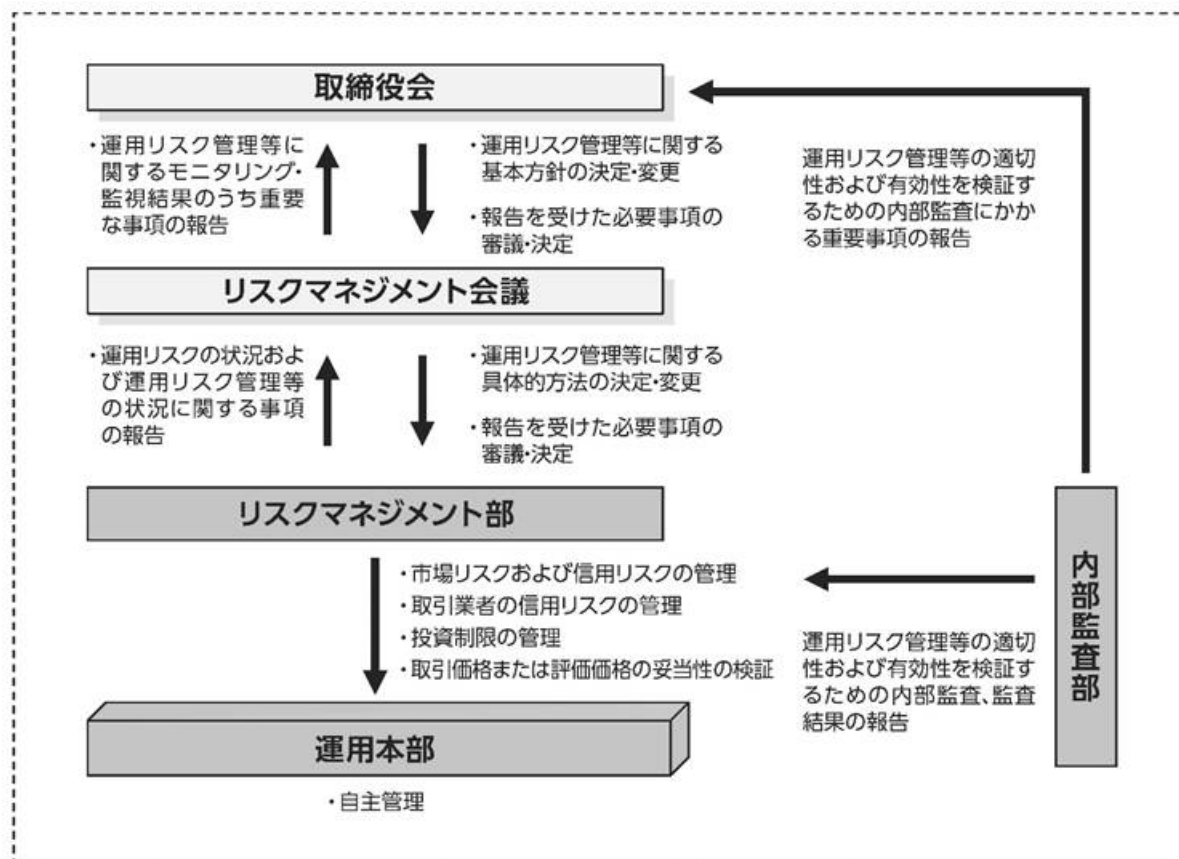 取締役会
・運用リスク管理等に
関するモニタリング・
監視結果のうち重要
な事項の報告
・運用リスク管理等に関する
基本方針の決定・変更
・報告を受けた必要事項の
審議・決定
運用リスク管理等の適切
性および有効性を検証す
るための内部監査にかか
る重要事項の報告
リスクマネジメント会議
・運用リスクの状況およ
び運用リスク管理等
の状況に関する事項
の報告
・運用リスク管理等に関する
具体的方法の決定・変更
・報告を受けた必要事項の
審議・決定
リスクマネジメント部
・市場リスクおよび信用リスクの管理
・取引業者の信用リスクの管理
・投資制限の管理
・取引価格または評価価格の妥当性の検証
内部監査部
運用リスク管理等の適切
性および有効性を検証す
るための内部監査、監査
結果の報告
運用本部
・自主管理